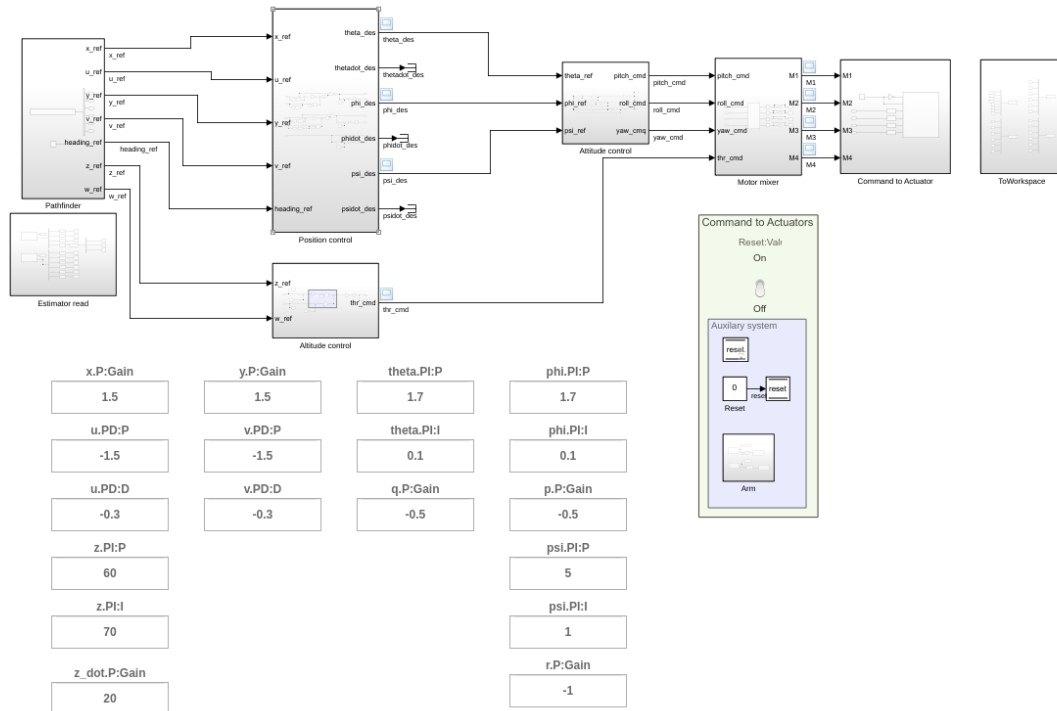 x_ref
x_ref
u_ref
u_ref
y_ref
y_ref
v_ref
v_ref
heading_ref
heading_ref
z_ref
z_ref
w_ref
w_ref
Pathfinder
Estimator read
x_ref
u_ref
y_ref
v_ref
heading_ref
theta_des
theta_des
thetadot_des
thetadot_des
phi_des
phi_des
phidot_des
phidot_des
psi_des
psi_des
psidot_des
psidot_des
Position control
z_ref
w_ref
thr_cmd
thr_cmd
Altitude control
theta_ref
phi_ref
psi_ref
pitch_cmd
pitch_cmd
roll_cmd
roll_cmd
yaw_cmq
yaw_cmd
Attitude control
pitch_cmd
roll_cmd
yaw_cmd
thr_cmd
M1
M1
M2
M2
M3
M3
M4
M4
Motor mixer
M1
M2
M3
M4
Command to Actuator
ToWorkspace
Command to Actuators
Reset:Valu
On
Off
Auxilary system
reset
0
reset
reset
Reset
Arm
x.P:Gain
1.5
y.P:Gain
1.5
theta.PI:P
1.7
phi.PI:P
1.7
u.PD:P
-1.5
v.PD:P
-1.5
theta.PI:I
0.1
phi.PI:I
0.1
u.PD:D
-0.3
v.PD:D
-0.3
q.P:Gain
-0.5
p.P:Gain
-0.5
z.PI:P
60
psi.PI:P
5
z.PI:I
70
psi.PI:I
1
z_dot.P:Gain
20
r.P:Gain
-1